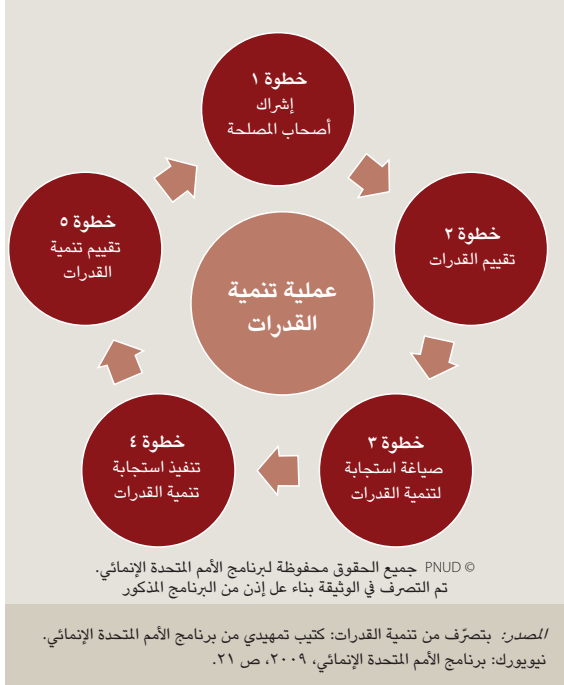 خطوة ١
إشراك
أصحاب المصلحة
خطوة ٢
تقييم القدرات
خطوة ٣
صياغة استجابة
لتنمية القدرات
خطوة ٤
تنفيذ استجابة
تنمية القدرات
خطوة ٥
تقييم تنمية
القدرات
عملية تنمية
القدرات
© PNUD جميع الحقوق محفوظة لبرنامج الأمم المتحدة الإنمائي.
تم التصرف في الوثيقة بناء عل إذن من البرنامج المذكور
المصدر: بتصرّف من تنمية القدرات: كتيب تمهيدي من برنامج الأمم المتحدة الإنمائي.
نيويورك: برنامج الأمم المتحدة الإنمائي، ٢٠٠٩، ص ٢١.